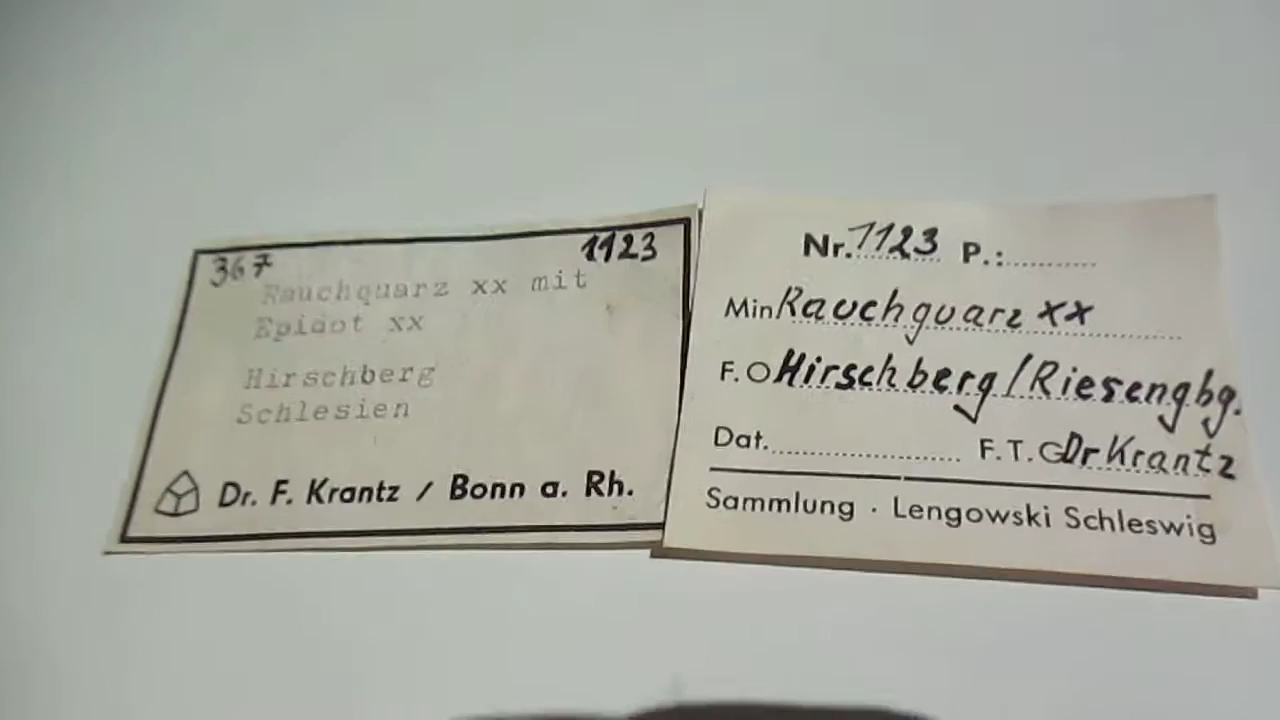 367 1123
Rauchquarz xx mit
Epidot xx
Hirschberg
Schlesien
Dr. F. Krantz / Bonn a. Rh.
Nr. 1123 P.:
Min Rauchquarz xx
F.O Hirschberg/Riesengbg.
Dat. F.T.G Dr Krantz
Sammlung · Lengowski Schleswig